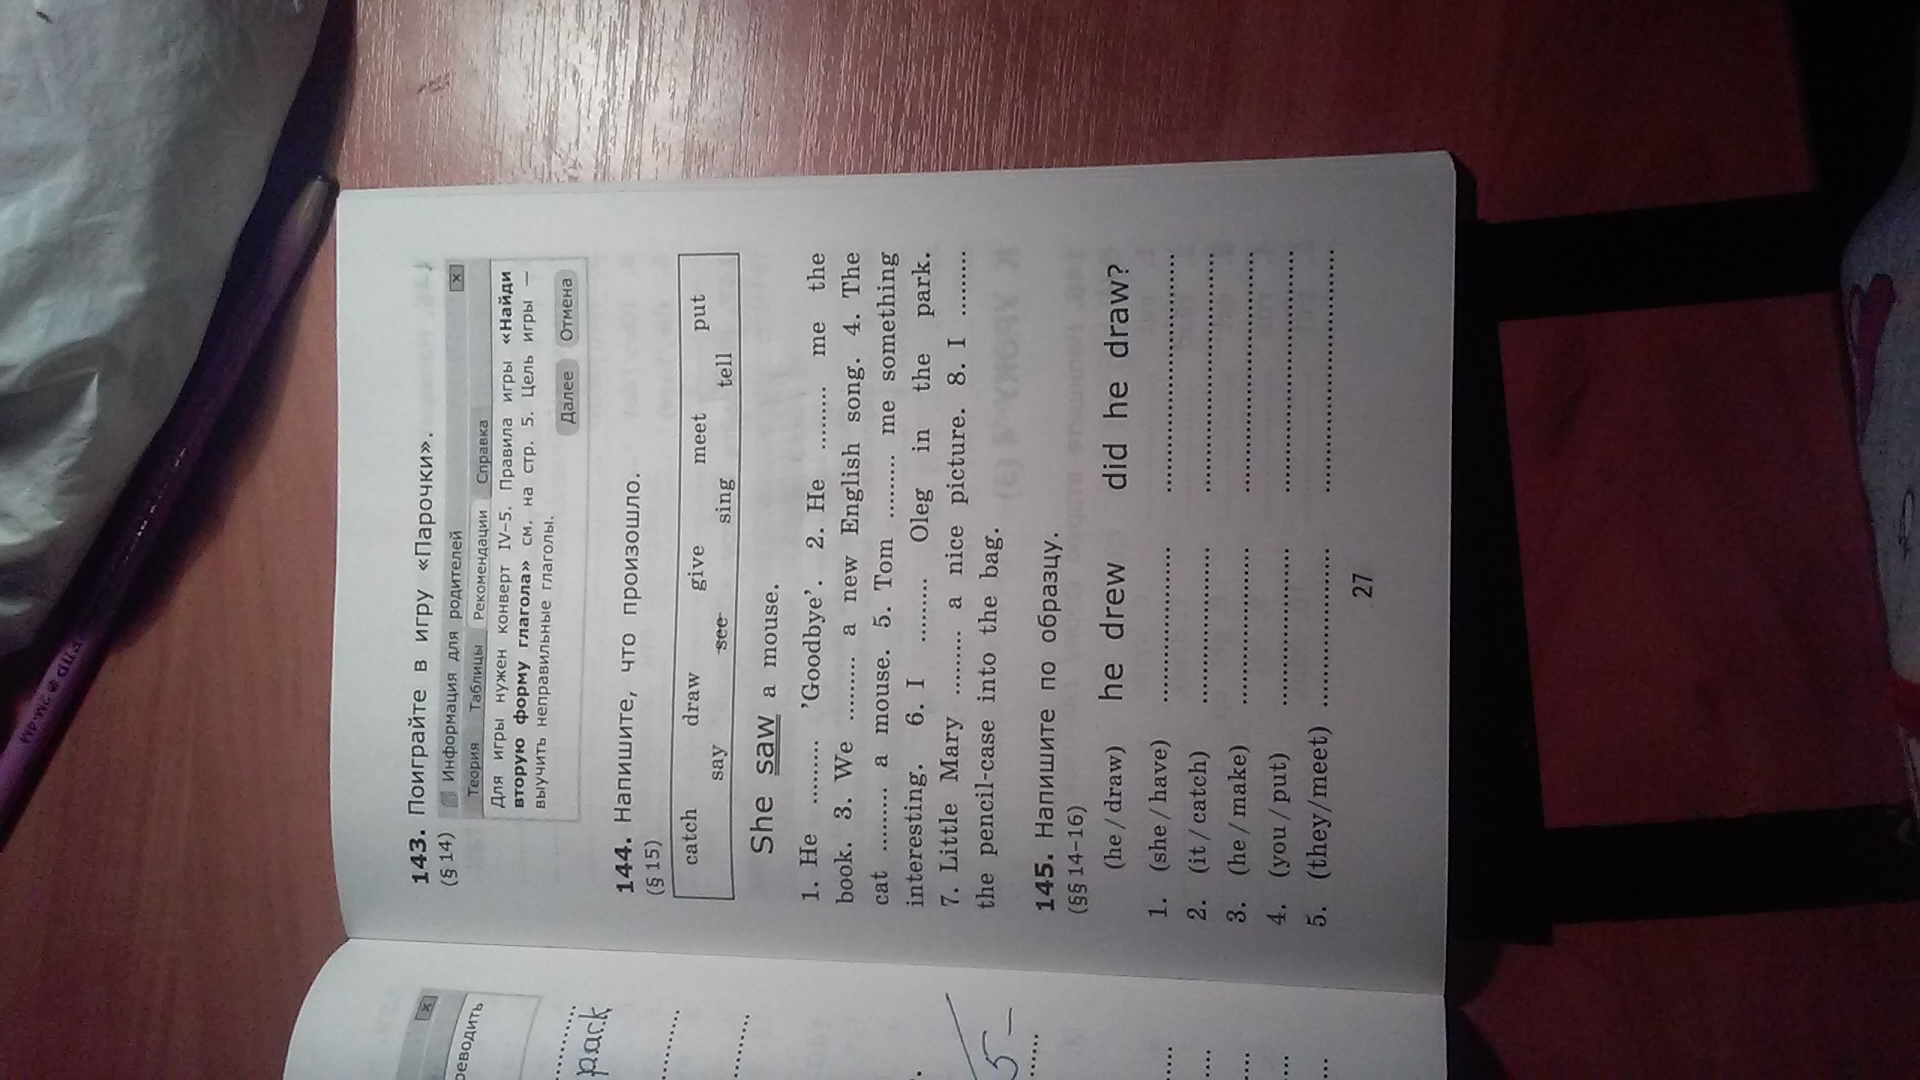 143. Поиграйте в игру «Парочки».
(§ 14)
Информация для родителей
x
Теория Таблицы Рекомендации Справка
Для игры нужен конверт IV–5. Правила игры «Найди
вторую форму глагола» см. на стр. 5. Цель игры —
выучить неправильные глаголы.
Далее Отмена
144. Напишите, что произошло.
(§ 15)
catch draw give meet put
say see sing tell
She saw a mouse.
1. He ......... 'Goodbye'. 2. He ......... me the
book. 3. We ......... a new English song. 4. The
cat ......... a mouse. 5. Tom ......... me something
interesting. 6. I ......... Oleg in the park.
7. Little Mary ......... a nice picture. 8. I .........
the pencil-case into the bag.
145. Напишите по образцу.
(§§ 14–16)
(he / draw) he drew did he draw?
1. (she / have) ........................ ........................................
2. (it / catch) ........................ ........................................
3. (he / make) ........................ ........................................
4. (you / put) ........................ ........................................
5. (they / meet) ........................ ........................................
27
x
реводить
pack
5–